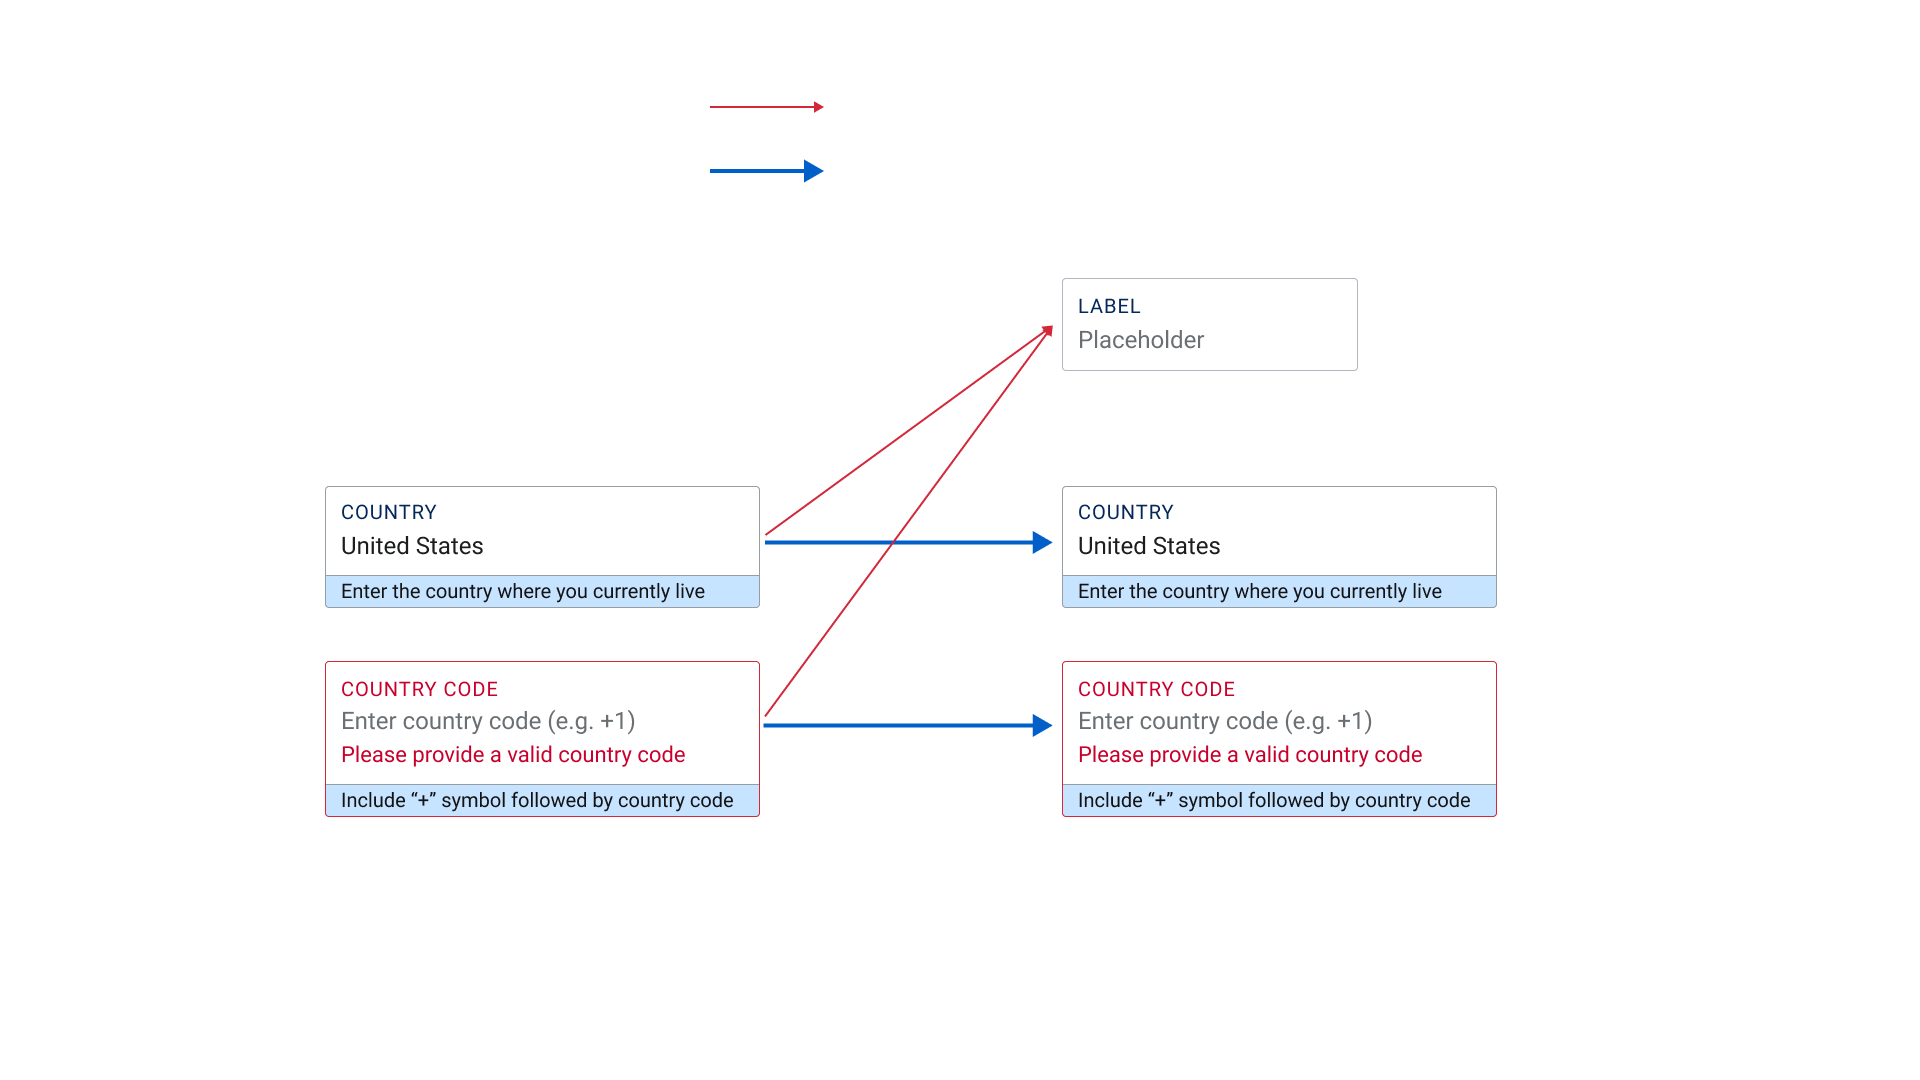 LABEL
Placeholder
COUNTRY
United States
Enter the country where you currently live
COUNTRY
United States
Enter the country where you currently live
COUNTRY CODE
Enter country code (e.g. +1)
Please provide a valid country code
Include “+” symbol followed by country code
COUNTRY CODE
Enter country code (e.g. +1)
Please provide a valid country code
Include “+” symbol followed by country code